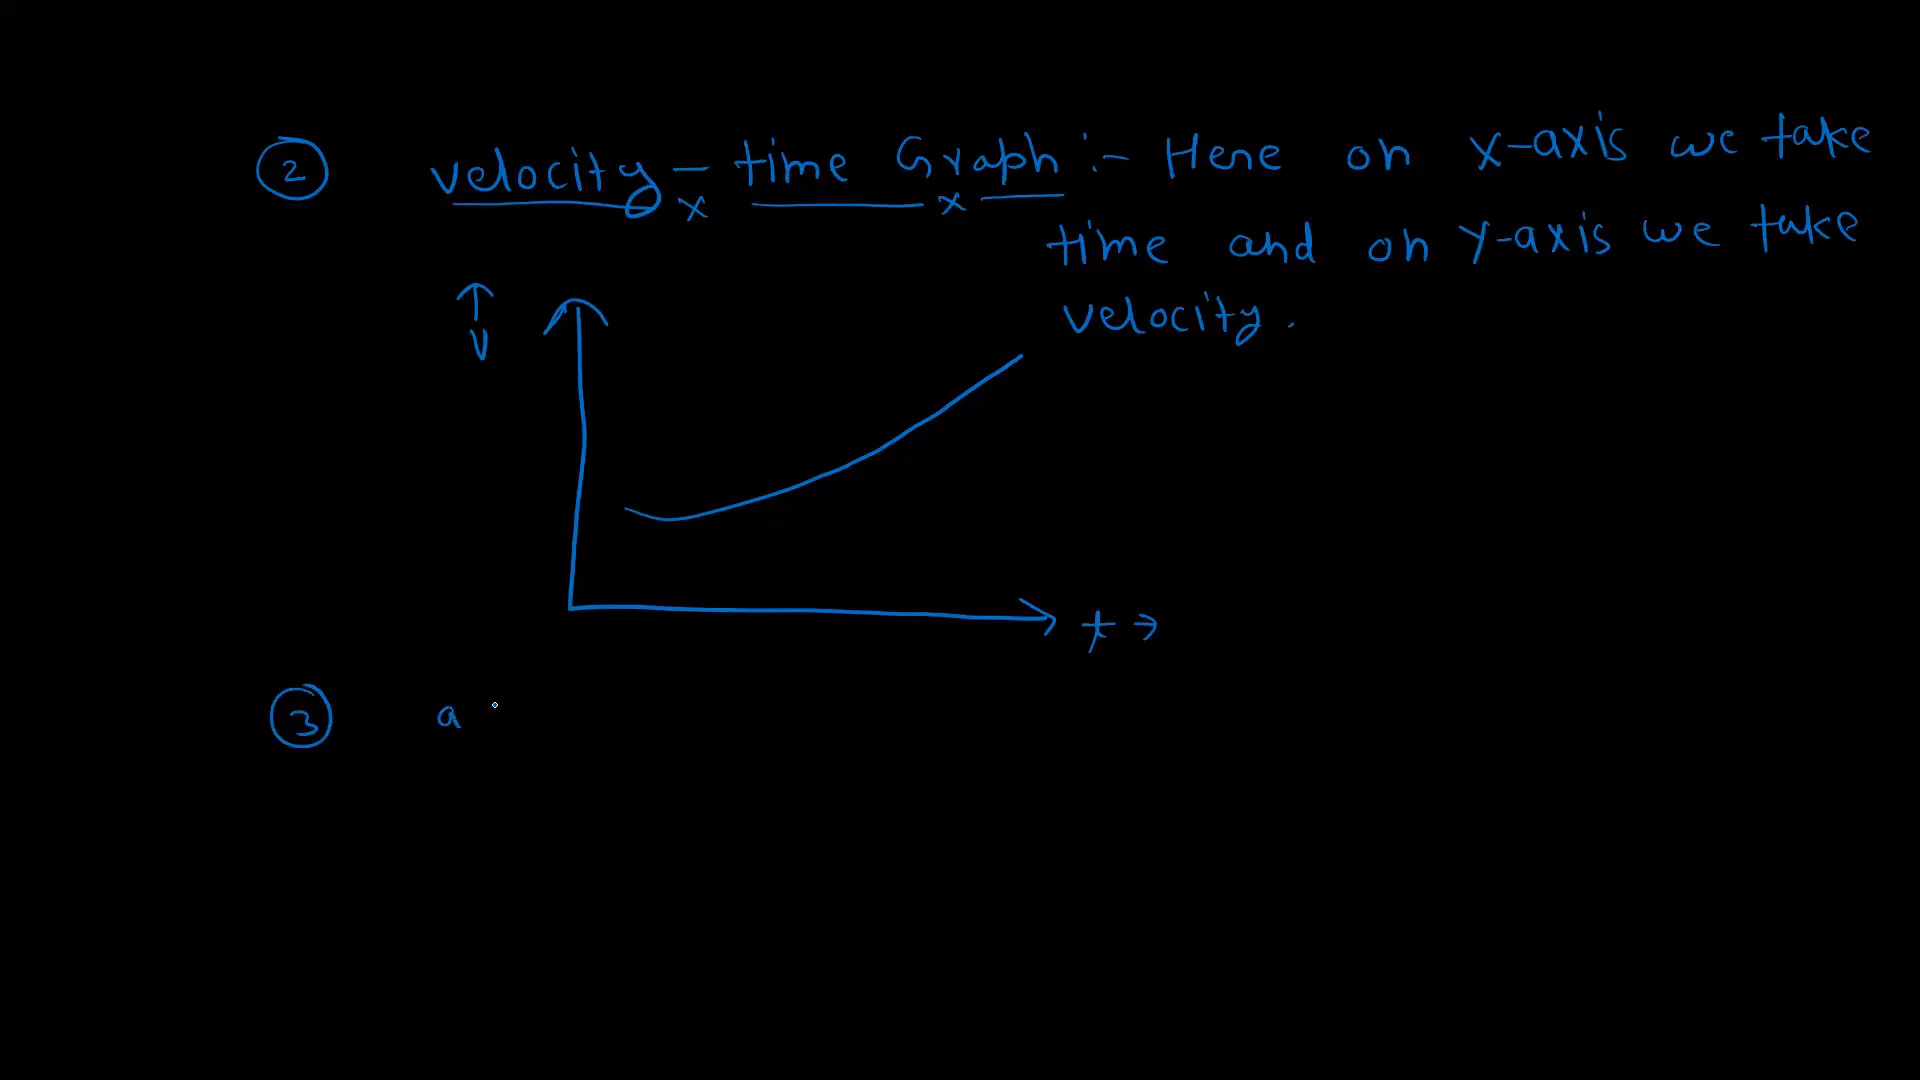 ② velocity - time Graph :- Here on x-axis we take
time and on y-axis we take
velocity.
↑
v
t →
③ a